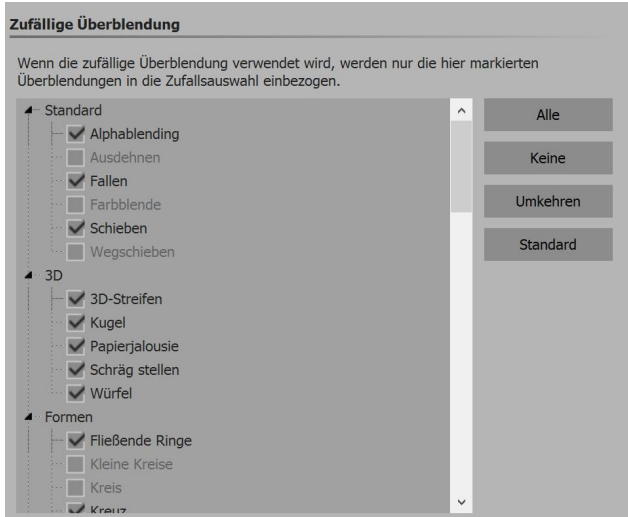 Zufällige Überblendung
Wenn die zufällige Überblendung verwendet wird, werden nur die hier markierten
Überblendungen in die Zufallsauswahl einbezogen.
Standard
Alphablending
Ausdehnen
Fallen
Farbblende
Schieben
Wegschieben
3D
3D-Streifen
Kugel
Papierjalousie
Schräg stellen
Würfel
Formen
Fließende Ringe
Kleine Kreise
Kreis
Kreuz
Alle
Keine
Umkehren
Standard